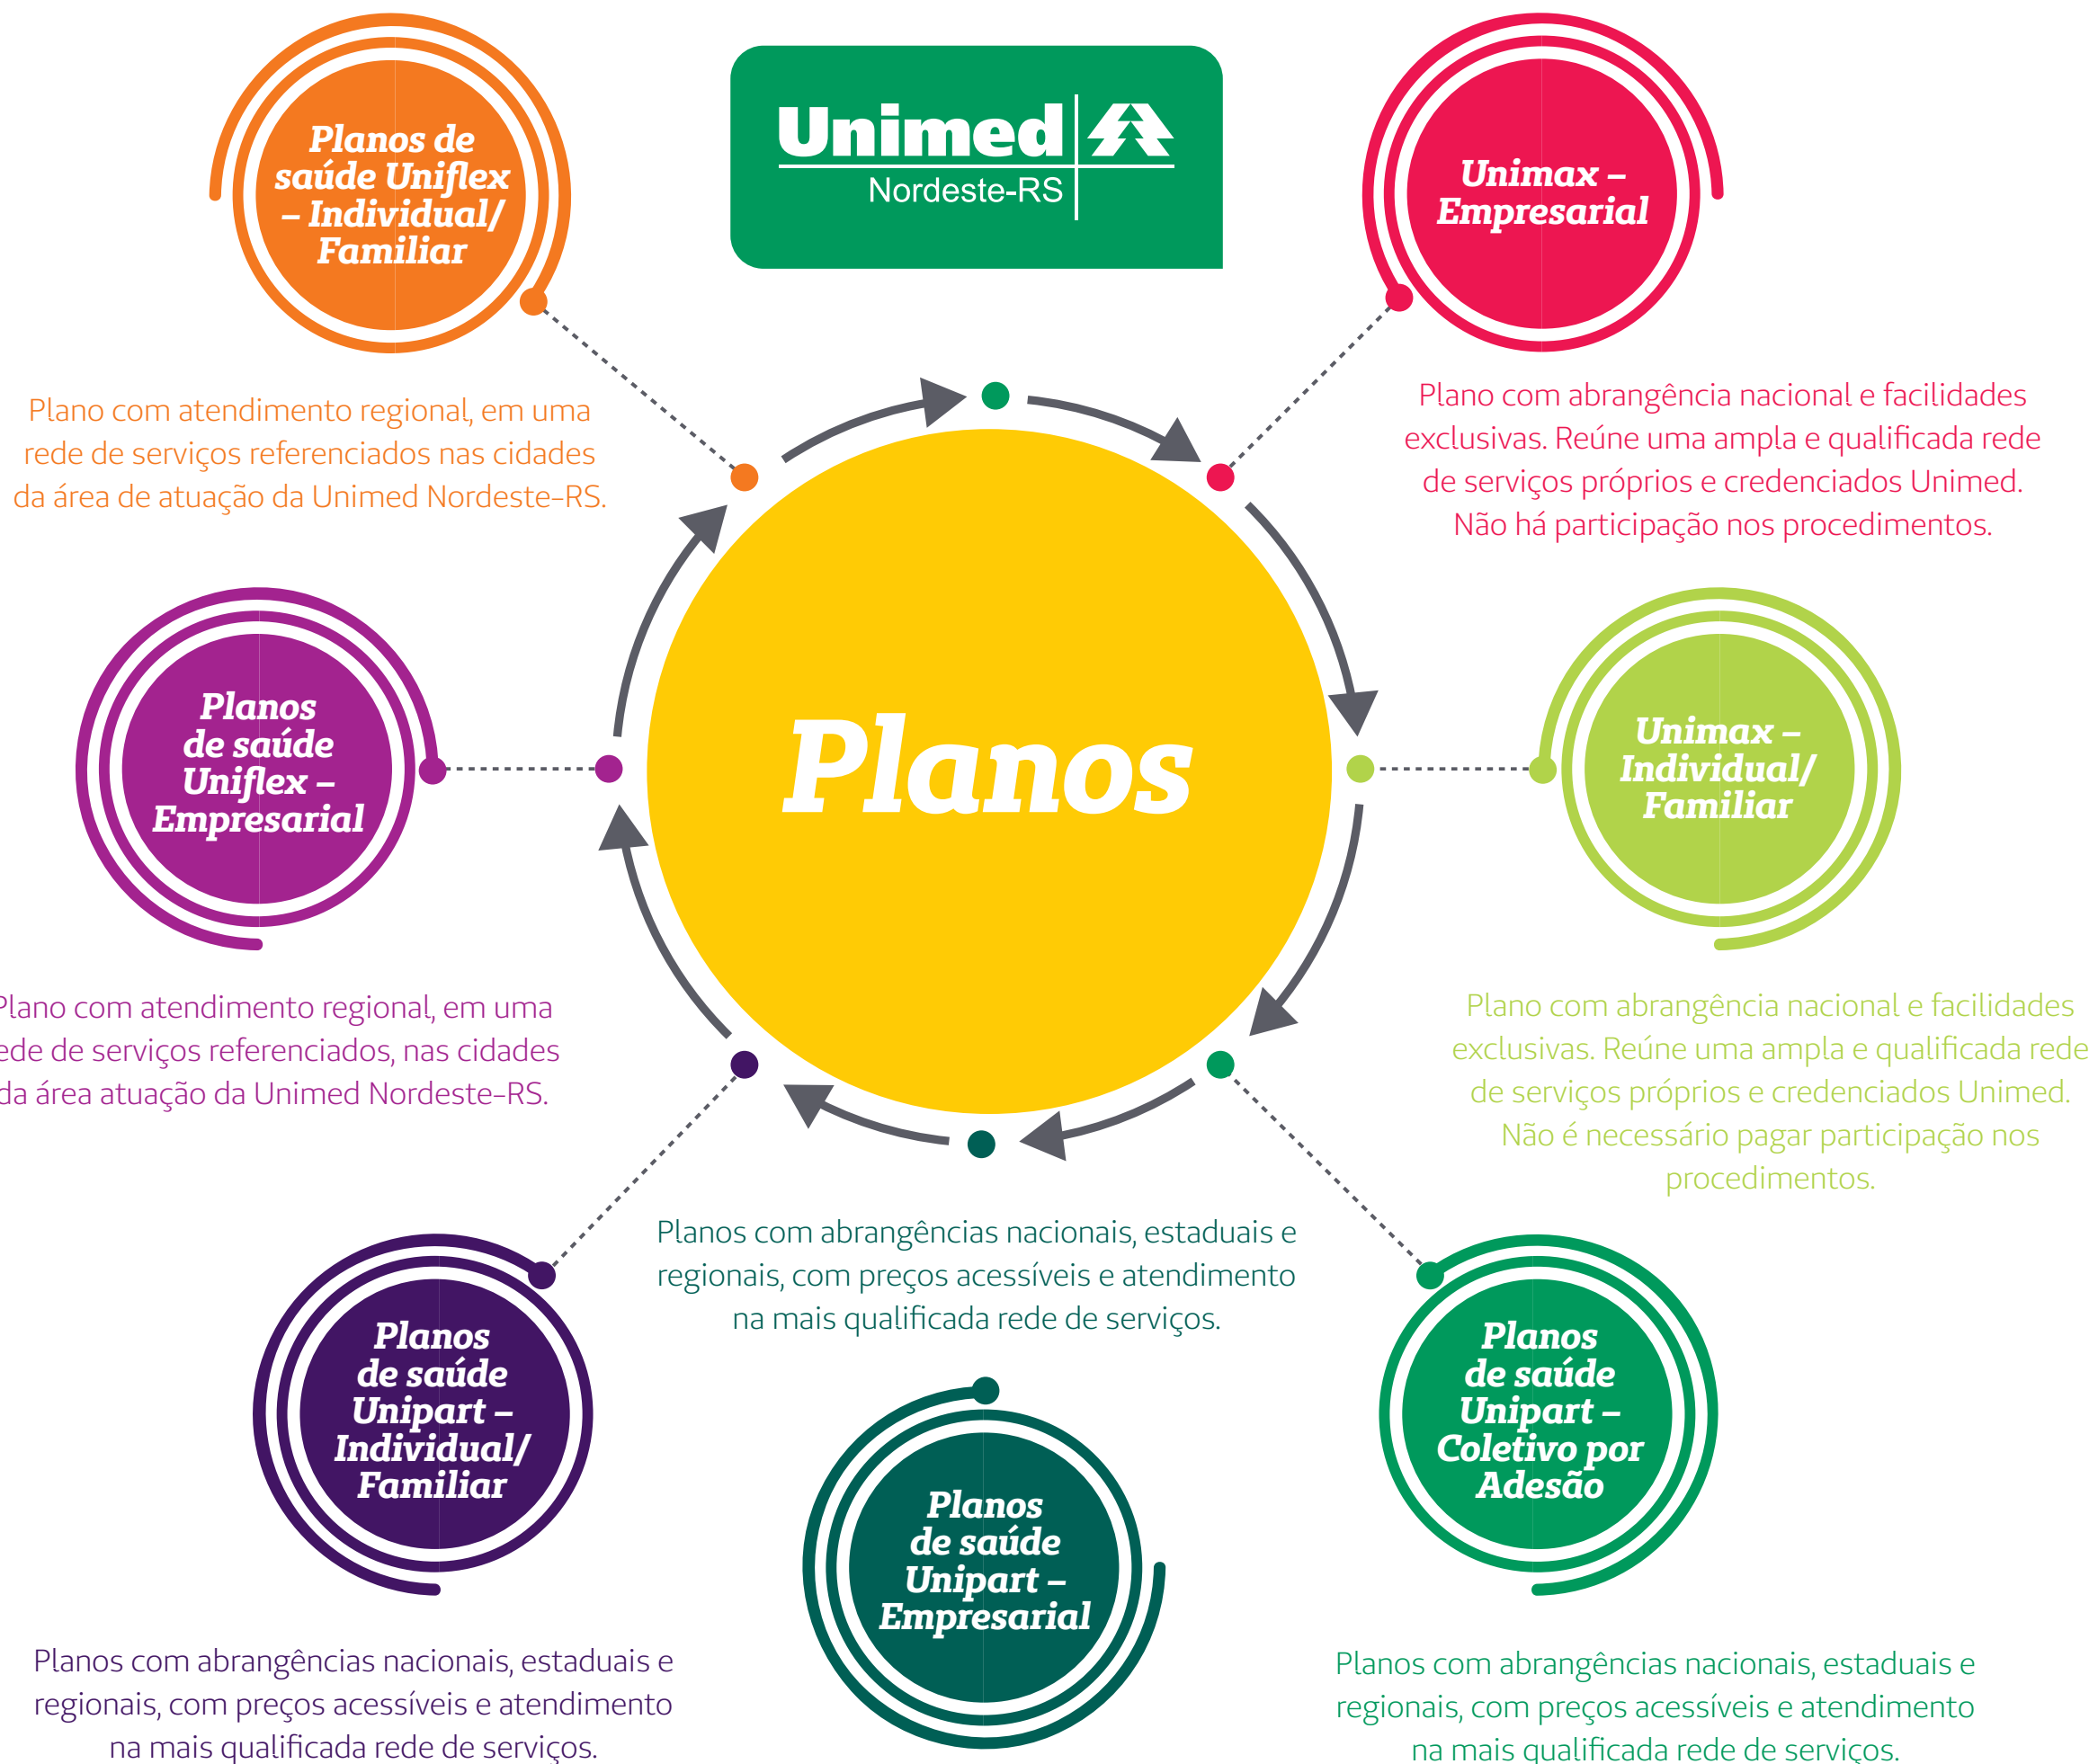 Planos de
saúde Uniflex
– Individual/
Familiar
Unimed
Nordeste-RS
Unimax –
Empresarial
Plano com atendimento regional, em uma
rede de serviços referenciados nas cidades
da área de atuação da Unimed Nordeste-RS.
Plano com abrangência nacional e facilidades
exclusivas. Reúne uma ampla e qualificada rede
de serviços próprios e credenciados Unimed.
Não há participação nos procedimentos.
Planos
de saúde
Uniflex –
Empresarial
Planos
Unimax –
Individual/
Familiar
Plano com atendimento regional, em uma
ede de serviços referenciados, nas cidades
da área atuação da Unimed Nordeste-RS.
Plano com abrangência nacional e facilidades
exclusivas. Reúne uma ampla e qualificada rede
de serviços próprios e credenciados Unimed.
Não é necessário pagar participação nos
procedimentos.
Planos com abrangências nacionais, estaduais e
regionais, com preços acessíveis e atendimento
na mais qualificada rede de serviços.
Planos
de saúde
Unipart –
Individual/
Familiar
Planos
de saúde
Unipart –
Empresarial
Planos
de saúde
Unipart –
Coletivo por
Adesão
Planos com abrangências nacionais, estaduais e
regionais, com preços acessíveis e atendimento
na mais qualificada rede de serviços.
Planos com abrangências nacionais, estaduais e
regionais, com preços acessíveis e atendimento
na mais qualificada rede de serviços.